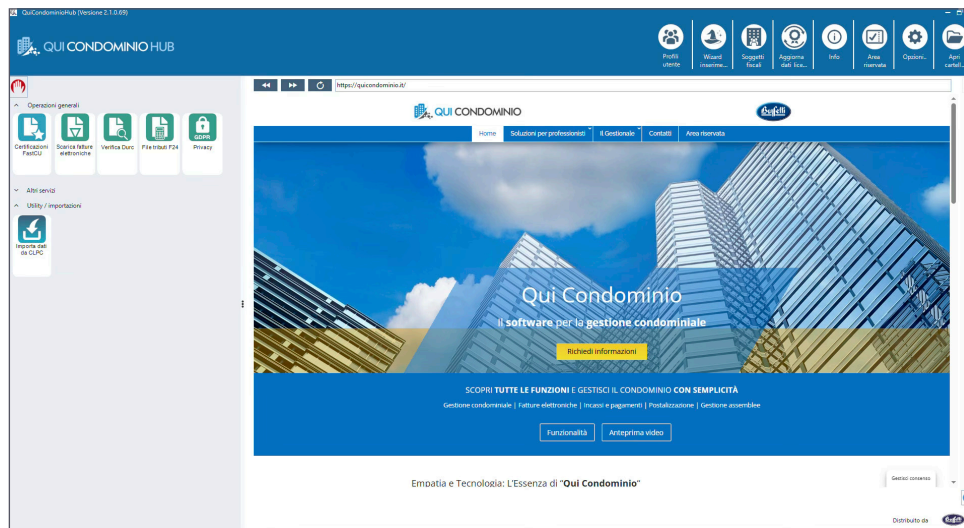 QuiCondominioHub (Versione 2.1.0.69)
QUI CONDOMINIO HUB
Profili utente
Wizard inserime...
Soggetti fiscali
Aggiorna dati lica...
Info
Area riservata
Opzioni..
Apri cartell..
https://quicondominio.it/
Operazioni generali
Certificazioni FastCU
Scarica fatture elettroniche
Verifica Durc
File tributi F24
GDPR
Privacy
Altri servizi
Utility / importazioni
Importa dati da CLPC
QUI CONDOMINIO
Buffetti
Home
Soluzioni per professionisti
Il Gestionale
Contatti
Area riservata
Qui Condominio
Il software per la gestione condominiale
Richiedi informazioni
SCOPRI TUTTE LE FUNZIONI E GESTISCI IL CONDOMINIO CON SEMPLICITÀ
Gestione condominiale | Fatture elettroniche | Incassi e pagamenti | Postalizzazione | Gestione assemblee
Funzionalità
Anteprima video
Empatia e Tecnologia: L'Essenza di "Qui Condominio"
Gestisci consenso
Distribuito da
Buffetti